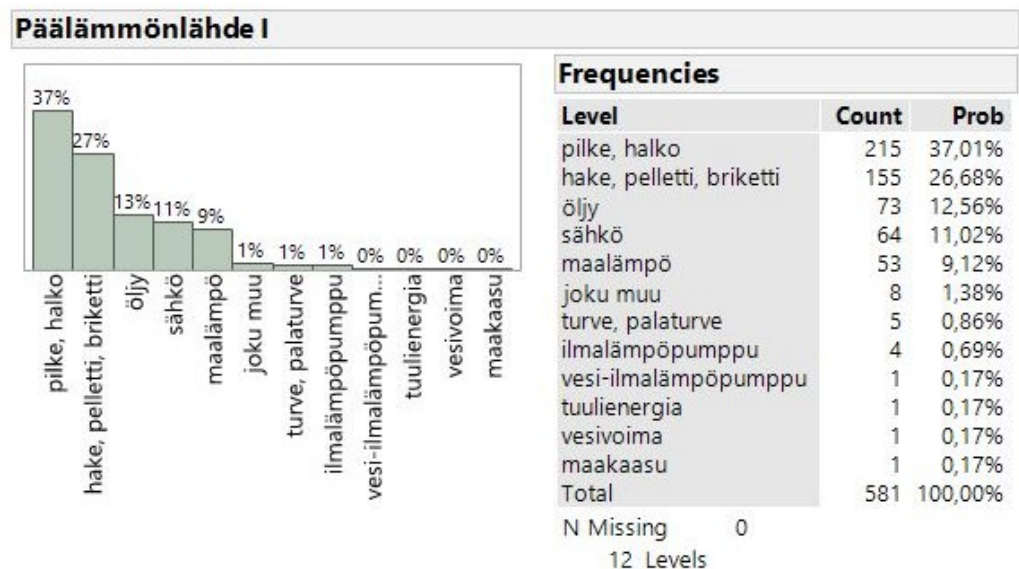 Päälämmönlähde I
37%
27%
13%
11%
9%
1%
1%
1%
0%
0%
0%
0%
pilke, halko
hake, pelletti, briketti
öljy
sähkö
maalämpö
joku muu
turve, palaturve
ilmalämpöpumppu
vesi-ilmalämpöpum...
tuulienergia
vesivoima
maakaasu
Frequencies
Level Count Prob
pilke, halko 215 37,01%
hake, pelletti, briketti 155 26,68%
öljy 73 12,56%
sähkö 64 11,02%
maalämpö 53 9,12%
joku muu 8 1,38%
turve, palaturve 5 0,86%
ilmalämpöpumppu 4 0,69%
vesi-ilmalämpöpumppu 1 0,17%
tuulienergia 1 0,17%
vesivoima 1 0,17%
maakaasu 1 0,17%
Total 581 100,00%
N Missing 0
12 Levels